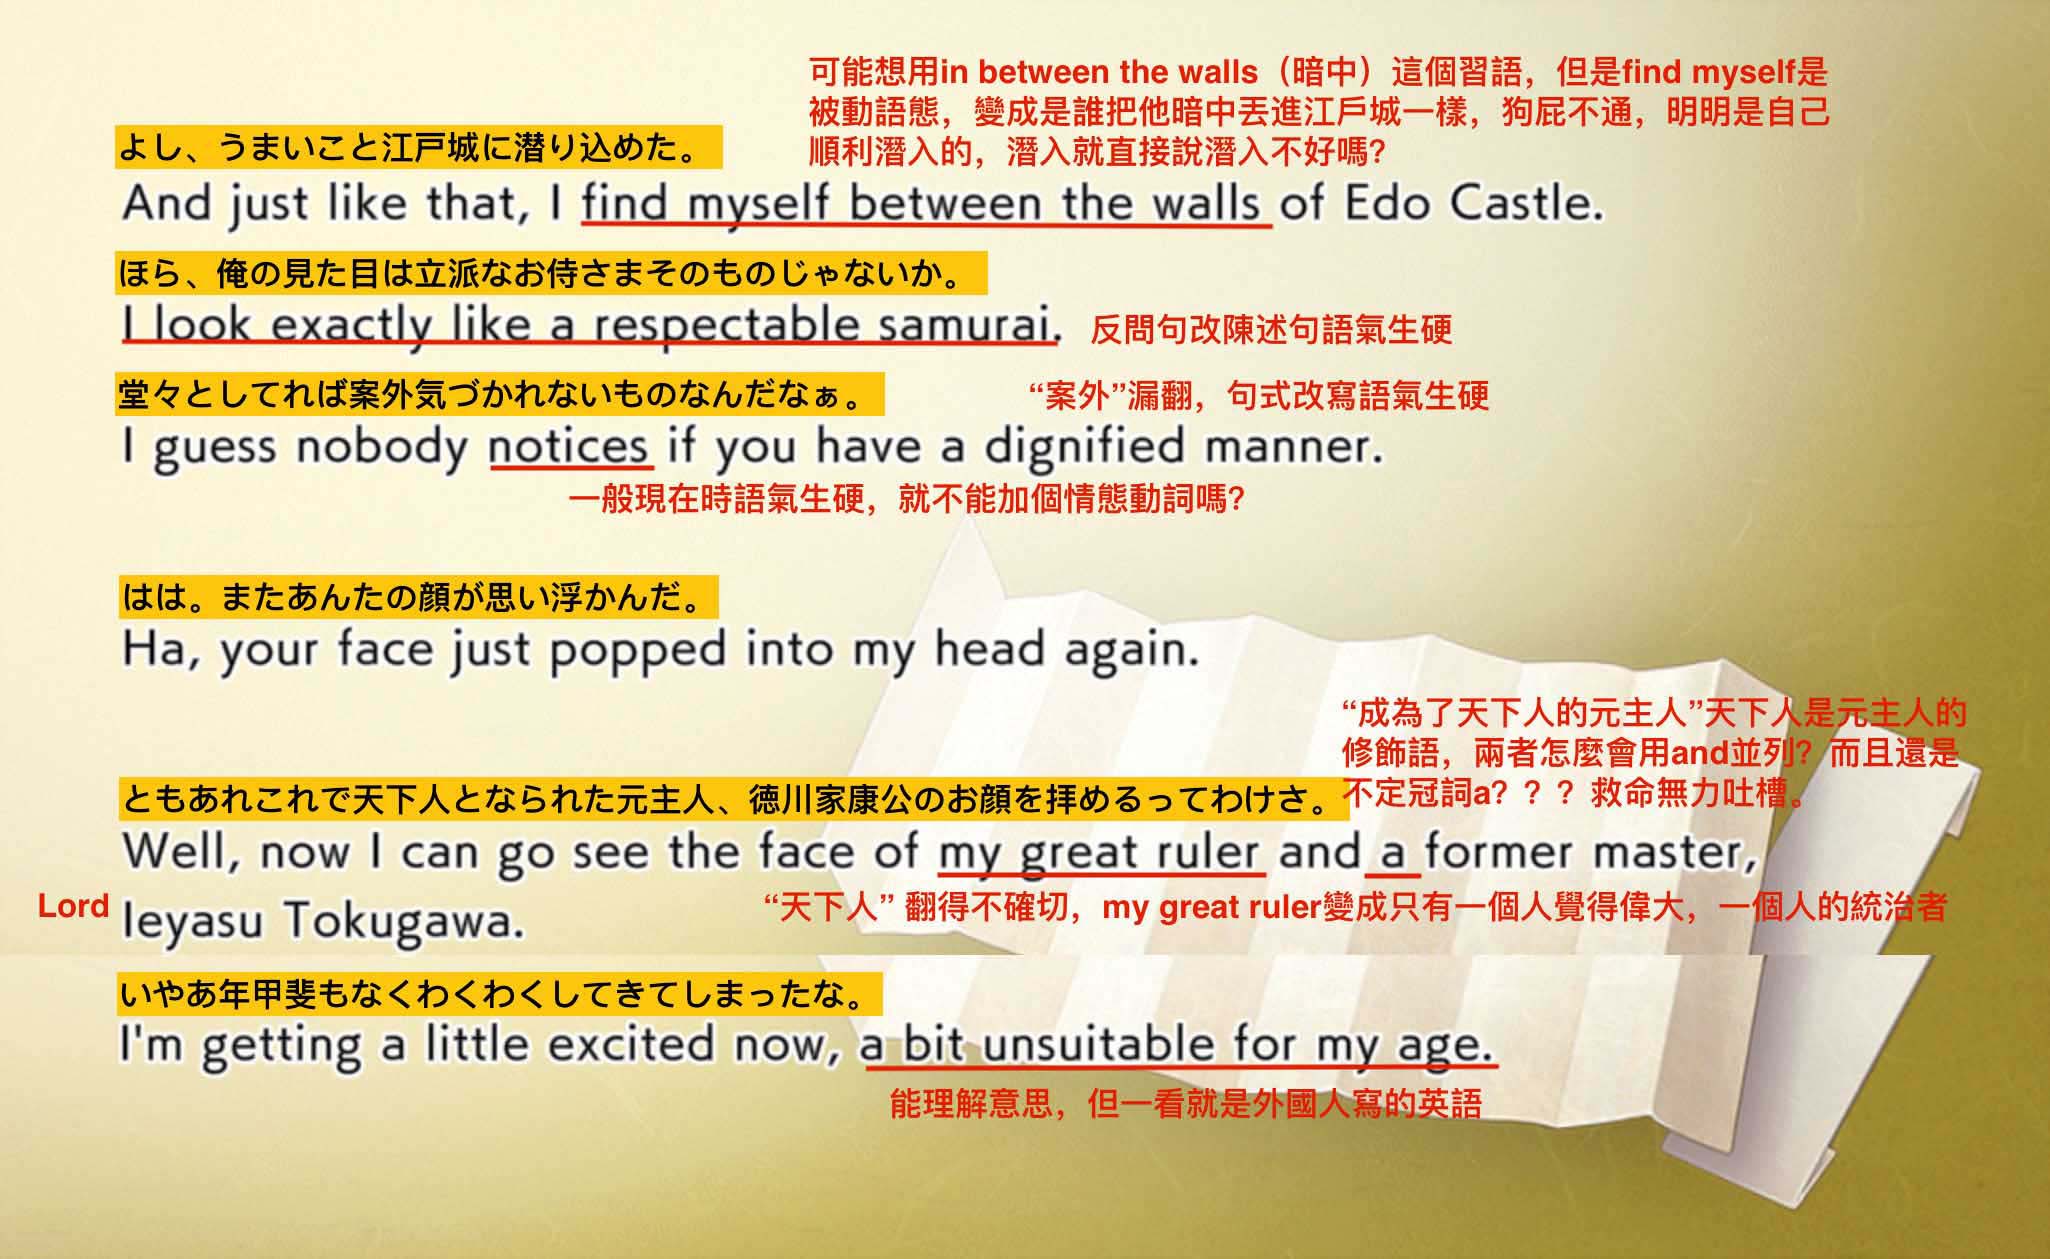 可能想用in between the walls（暗中）這個習語，但是find myself是
被動語態，變成是誰把他暗中丟進江戶城一樣，狗屁不通，明明是自己
順利潛入的，潛入就直接說潛入不好嗎？
よし、うまいこと江戸城に潜り込めた。
And just like that, I find myself between the walls of Edo Castle.
ほら、俺の見た目は立派なお侍さまそのものじゃないか。
I look exactly like a respectable samurai.
反問句改陳述句語氣生硬
堂々としてれば案外気づかれないものなんだなぁ。
“案外”漏翻，句式改寫語氣生硬
I guess nobody notices if you have a dignified manner.
一般現在時語氣生硬，就不能加個情態動詞嗎？
はは。またあんたの顔が思い浮かんだ。
Ha, your face just popped into my head again.
“成為了天下人的元主人”天下人是元主人的
修飾語，兩者怎麼會用and並列？而且還是
不定冠詞a？？？救命無力吐槽。
ともあれこれで天下人となられた元主人、徳川家康公のお顔を拝めるってわけさ。
Well, now I can go see the face of my great ruler and a former master,
Lord
Ieyasu Tokugawa.
“天下人” 翻得不確切，my great ruler變成只有一個人覺得偉大，一個人的統治者
いやあ年甲斐もなくわくわくしてきてしまったな。
I'm getting a little excited now, a bit unsuitable for my age.
能理解意思，但一看就是外國人寫的英語